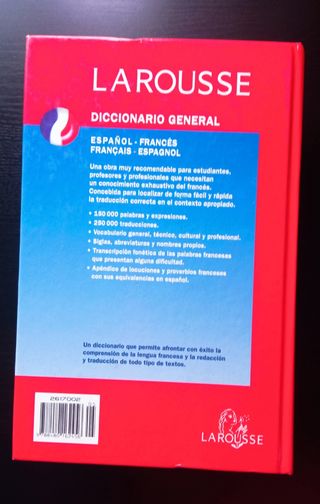 LAROUSSE
DICCIONARIO GENERAL
ESPAÑOL - FRANCÉS
FRANÇAIS - ESPAGNOL
Una obra muy recomendable para estudiantes,
profesores y profesionales que necesitan
un conocimiento exhaustivo del francés.
Concebida para localizar de forma fácil y rápida
la traducción correcta en el contexto apropiado.
• 150 000 palabras y expresiones.
• 250 000 traducciones.
• Vocabulario general, técnico, cultural y profesional.
• Siglas, abreviaturas y nombres propios.
• Transcripción fonética de las palabras francesas
que presentan alguna dificultad.
• Apéndice de locuciones y proverbios franceses
con sus equivalencias en español.
Un diccionario que permite afrontar con éxito la
comprensión de la lengua francesa y la redacción
y traducción de todo tipo de textos.
2617002
LAROUSSE